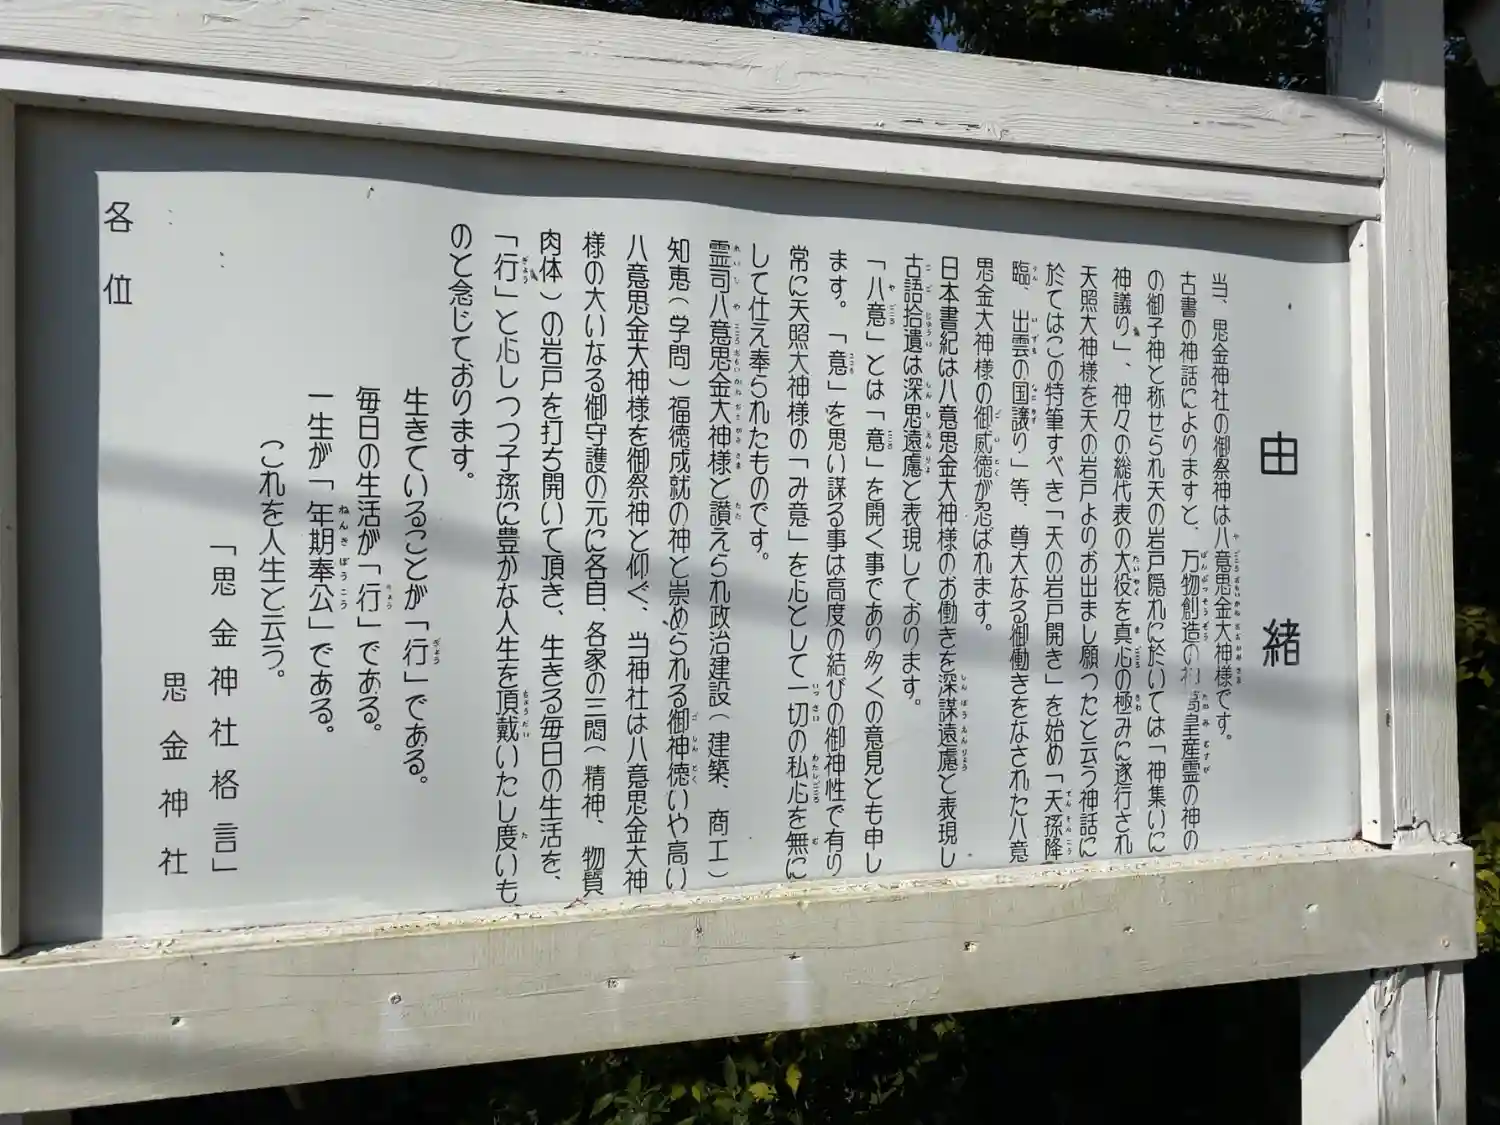 由緒
当、思金神社の御祭神は八意思金大神様です。
古書の神話によりますと、万物創造の神高皇産霊の神の
の御子神と称せられ天の岩戸隠れに於いては「神集いに
神議り」、神々の総代表の大役を真心の極みに遂行され
天照大神様を天の岩戸よりお出まし願ったと云う神話に
於てはこの特筆すべき「天の岩戸開き」を始め「天孫降
臨、出雲の国譲り」等、尊大なる御働きをなされた八意
思金大神様の御威徳が忍ばれます。
日本書紀は八意思金大神様のお働きを深謀遠慮と表現し
古語拾遺は深思遠慮と表現しております。
「八意」とは「意」を開く事であり多くの意見とも申し
ます。「意」を思い謀る事は高度の結びの御神性で有り
常に天照大神様の「み意」を心として一切の私心を無に
して仕え奉られたものです。
霊司八意思金大神様と讃えられ政治建設（建築、商工）
知恵（学問）福徳成就の神と崇められる御神徳いや高い
八意思金大神様を御祭神と仰ぐ、当神社は八意思金大神
様の大いなる御守護の元に各自、各家の三悶（精神、物質
肉体）の岩戸を打ち開いて頂き、生きる毎日の生活を、
「行」と心しつつ子孫に豊かな人生を頂戴いたし度いも
のと念じております。
生きていることが「行」である。
毎日の生活が「行」である。
一生が「年期奉公」である。
これを人生と云う。
「思金神社格言」
思金神社
各位